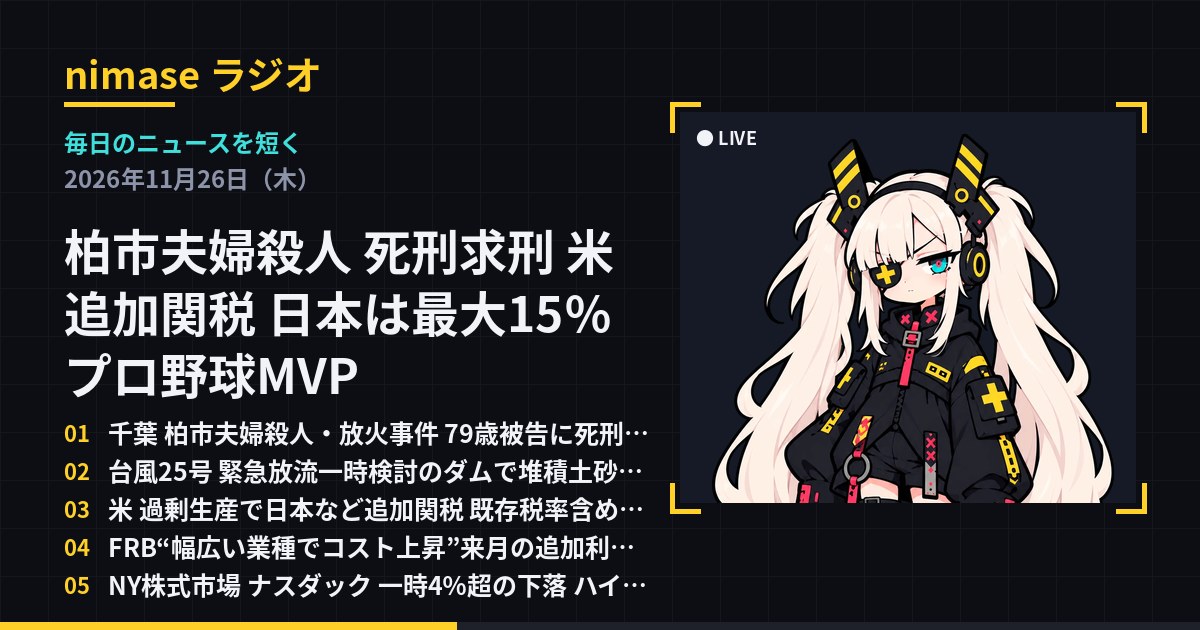 nimase ラジオ
毎日のニュースを短く
2026年11月26日（木）
柏市夫婦殺人 死刑求刑 米
追加関税 日本は最大15%
プロ野球MVP
01 千葉 柏市夫婦殺人・放火事件 79歳被告に死刑…
02 台風25号 緊急放流一時検討のダムで堆積土砂…
03 米 過剰生産で日本など追加関税 既存税率含め…
04 FRB“幅広い業種でコスト上昇”来月の追加利…
05 NY株式市場 ナスダック 一時4%超の下落 ハイ…
LIVE